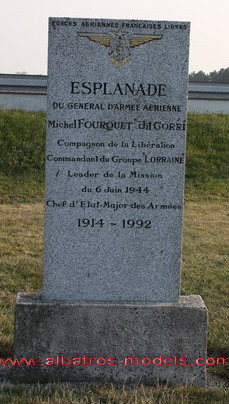 FORCES AERIENNES FRANCAISES LIBRES
ESPLANADE
DU GENERAL D'ARMEE AERIENNE
Michel FOURQUET "dit GORRI
Compagnon de la Libération
Commandant du Groupe LORRAINE
Leader de la Mission
du 6 Juin 1944
Chef d'Etat-Major des Armées
1914 - 1992
www.albatros-models.com